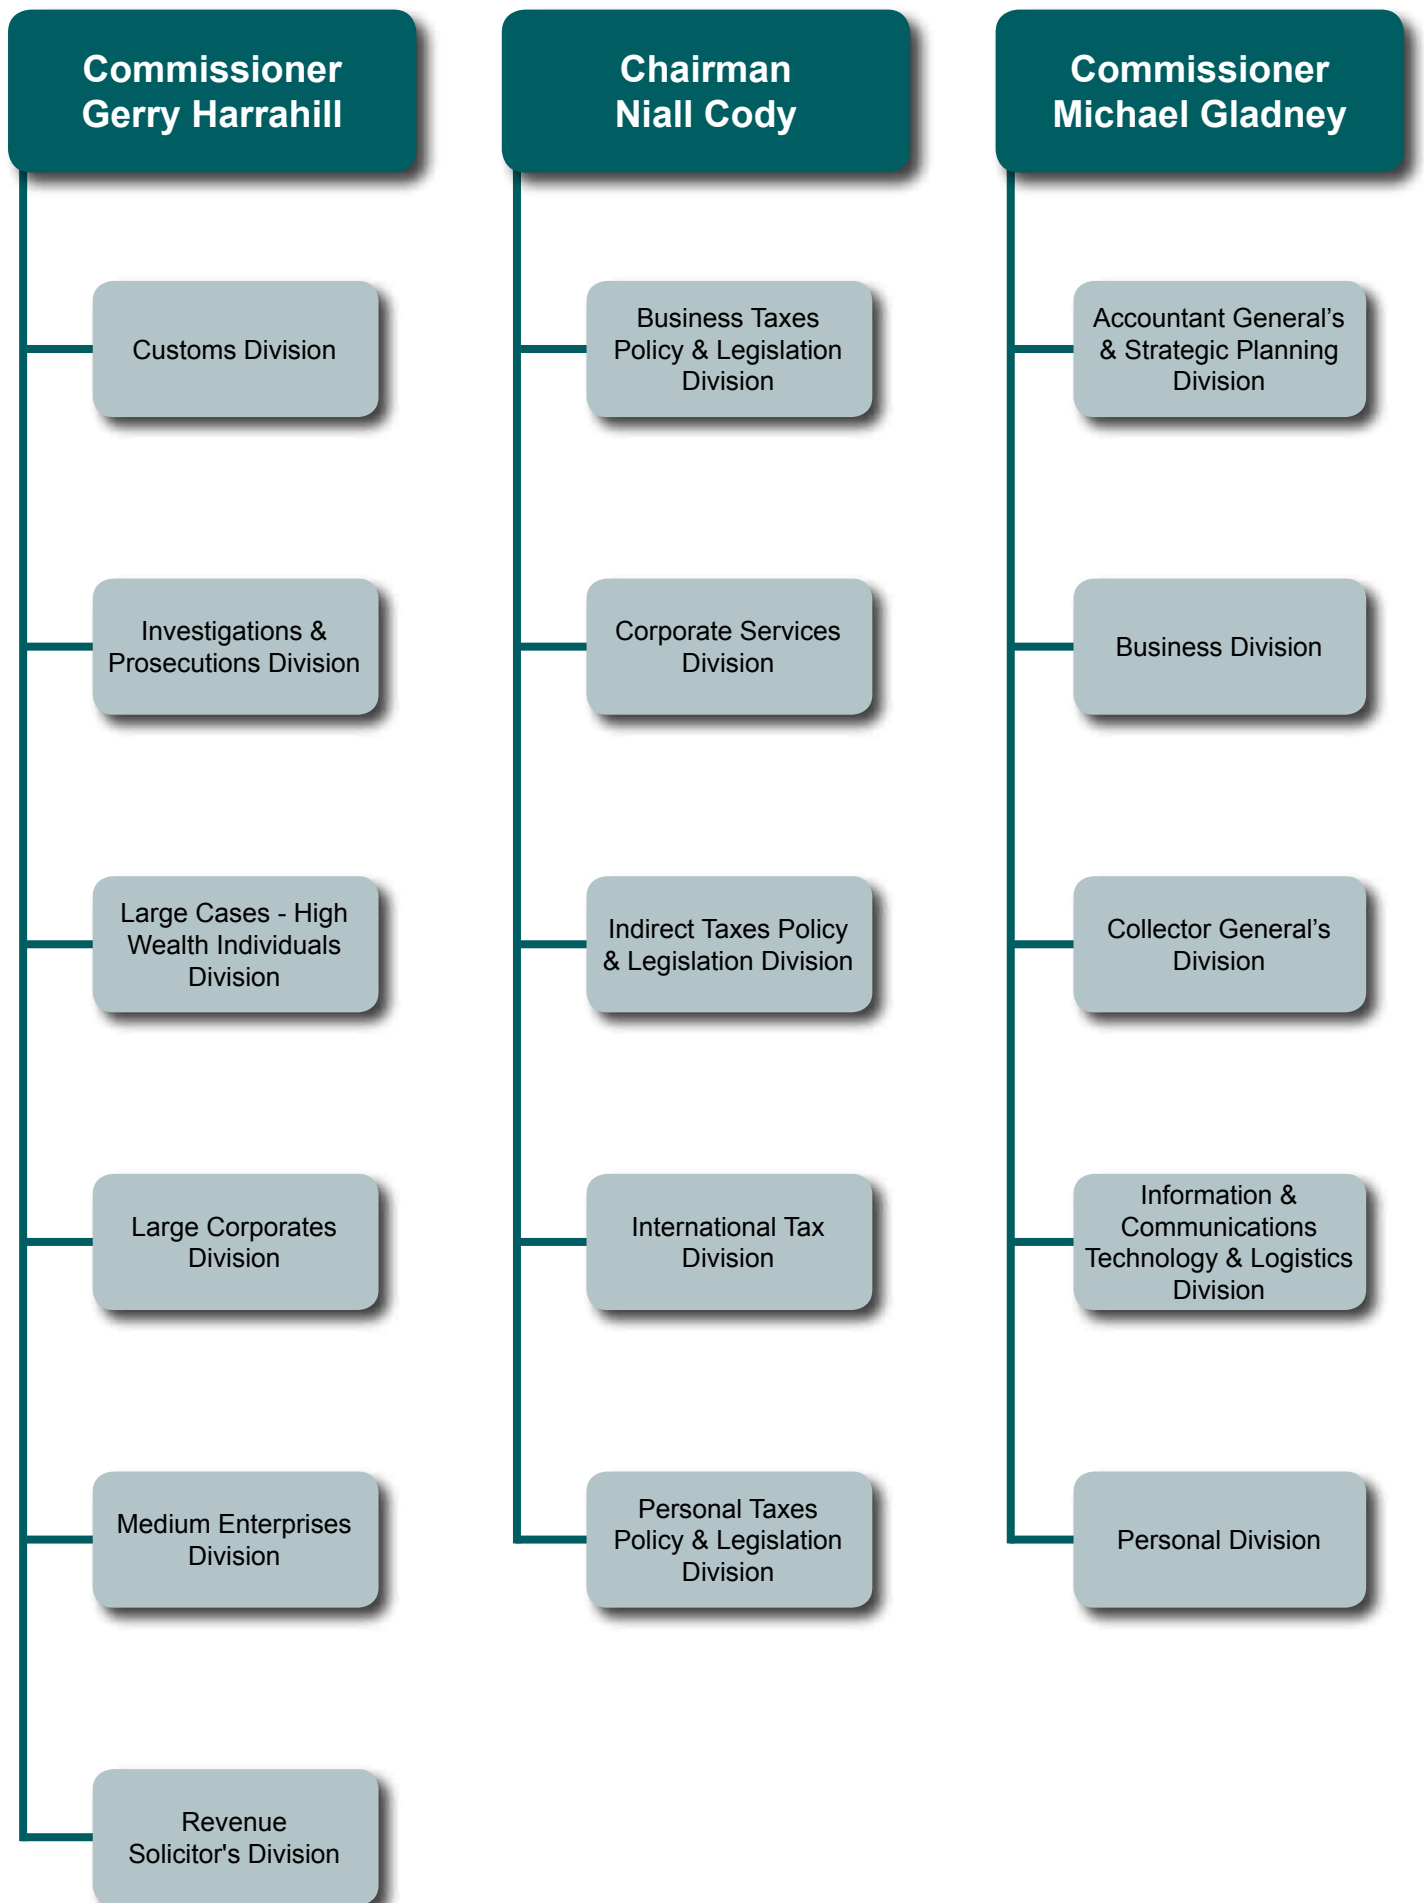 Commissioner
Gerry Harrahill
Customs Division
Investigations &
Prosecutions Division
Large Cases - High
Wealth Individuals
Division
Large Corporates
Division
Medium Enterprises
Division
Revenue
Solicitor's Division
Chairman
Niall Cody
Business Taxes
Policy & Legislation
Division
Corporate Services
Division
Indirect Taxes Policy
& Legislation Division
International Tax
Division
Personal Taxes
Policy & Legislation
Division
Commissioner
Michael Gladney
Accountant General’s
& Strategic Planning
Division
Business Division
Collector General’s
Division
Information &
Communications
Technology & Logistics
Division
Personal Division